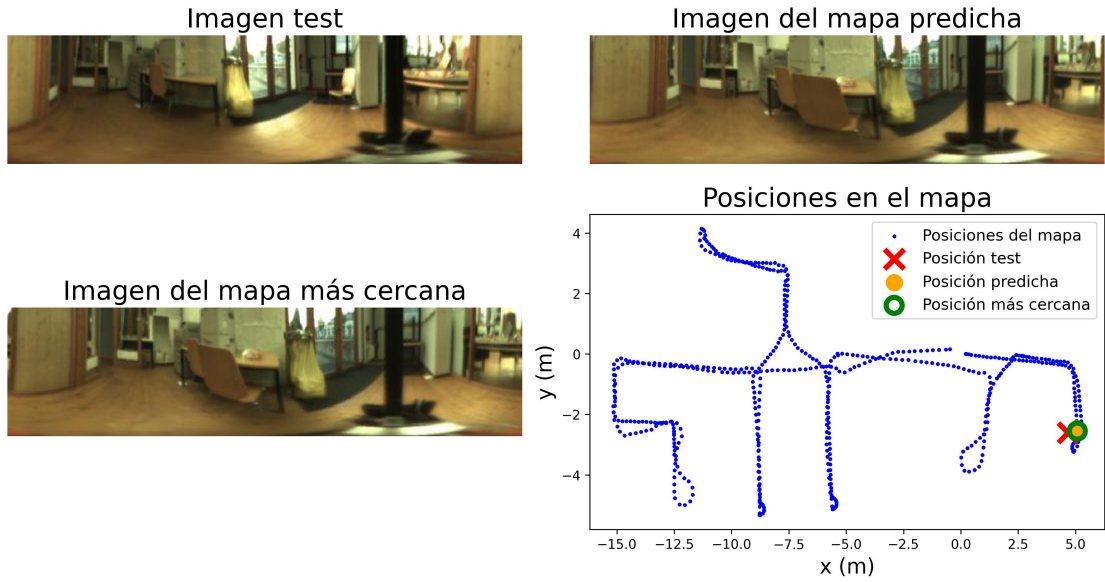 Imagen test
Imagen del mapa predicha
Imagen del mapa más cercana
Posiciones en el mapa
Posiciones del mapa
Posición test
Posición predicha
Posición más cercana
y (m)
4
2
0
−2
−4
−15.0 −12.5 −10.0 −7.5 −5.0 −2.5 0.0 2.5 5.0
x (m)